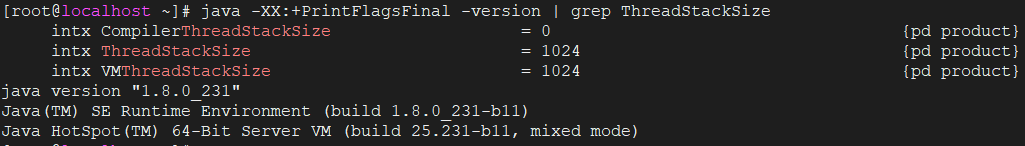 [root@localhost ~]# java -XX:+PrintFlagsFinal -version | grep ThreadStackSize
     intx CompilerThreadStackSize                   = 0                                   {pd product}
     intx ThreadStackSize                           = 1024                                {pd product}
     intx VMThreadStackSize                         = 1024                                {pd product}
java version "1.8.0_231"
Java(TM) SE Runtime Environment (build 1.8.0_231-b11)
Java HotSpot(TM) 64-Bit Server VM (build 25.231-b11, mixed mode)